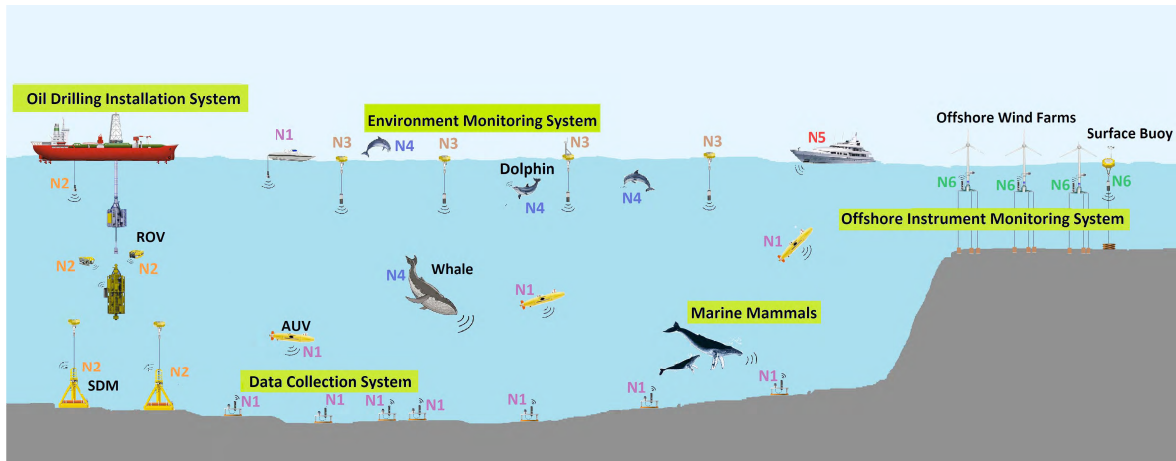 Oil Drilling Installation System
Environment Monitoring System
N1
N3
N4
N3
N3
N3
N5
Offshore Wind Farms
Surface Buoy
Dolphin
N4
N4
N2
N6
N6
N6
N6
Offshore Instrument Monitoring System
ROV
N2
N2
N1
N4
Whale
N1
Marine Mammals
AUV
N1
N2
SDM
N2
Data Collection System
N1
N1
N1
N1
N1
N1
N1